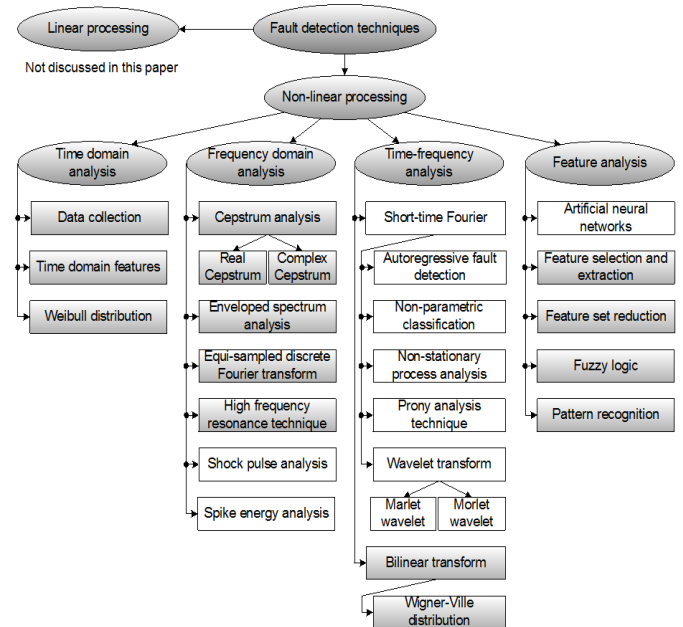 Linear processing
Fault detection techniques
Not discussed in this paper
Non-linear processing
Time domain
analysis
Frequency domain
analysis
Time-frequency
analysis
Feature analysis
Data collection
Time domain features
Weibull distribution
Cepstrum analysis
Real
Cepstrum
Complex
Cepstrum
Enveloped spectrum
analysis
Equi-sampled discrete
Fourier transform
High frequency
resonance technique
Shock pulse analysis
Spike energy analysis
Short-time Fourier
Autoregressive fault
detection
Non-parametric
classification
Non-stationary
process analysis
Prony analysis
technique
Wavelet transform
Marlet
wavelet
Morlet
wavelet
Bilinear transform
Wigner-Ville
distribution
Artificial neural
networks
Feature selection and
extraction
Feature set reduction
Fuzzy logic
Pattern recognition